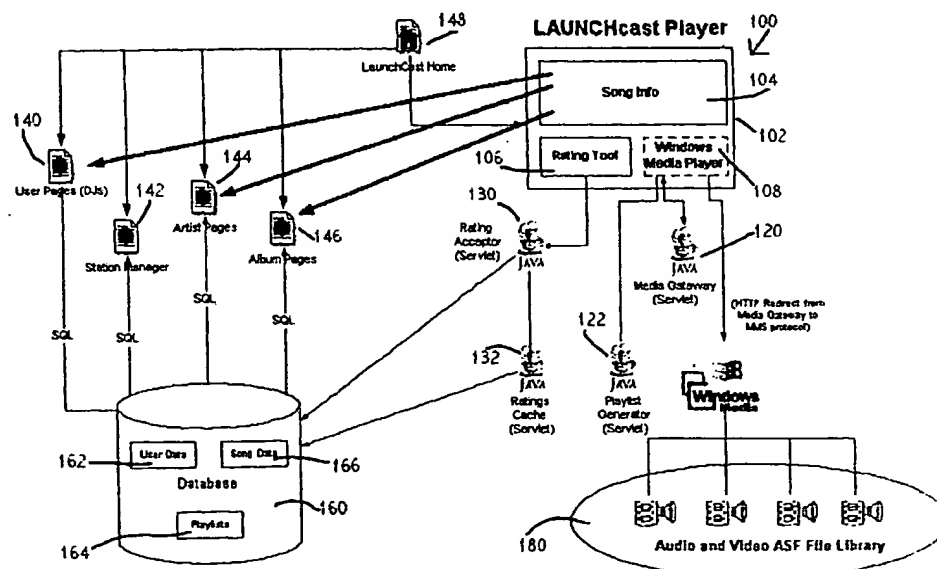 148
LAUNCHcast Player
100
LaunchCast Home
Song Info
104
102
140
144
106
Rating Tool
Windows
Media Player
108
User Pages (DJs)
142
Artist Pages
130
146
Rating
Acceptor
(Servlet)
JAVA
120
Station Manager
Album Pages
JAVA
Media Gateway
(Servlet)
(HTTP Redirect from
Media Gateway to
MMS protocol)
SQL
SQL
SQL
SQL
132
122
JAVA
JAVA
Ratings
Cache
(Servlet)
Playlist
Generator
(Servlet)
Windows
Media
162
User Data
Song Data
166
Database
160
164
Playlists
180
Audio and Video ASF File Library